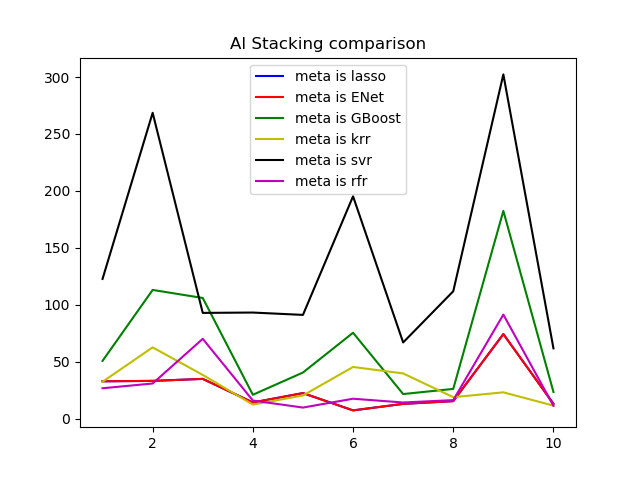 Al Stacking comparison
300
250
200
150
100
50
0
meta is lasso
meta is ENet
meta is GBoost
meta is krr
meta is svr
meta is rfr
2
4
6
8
10